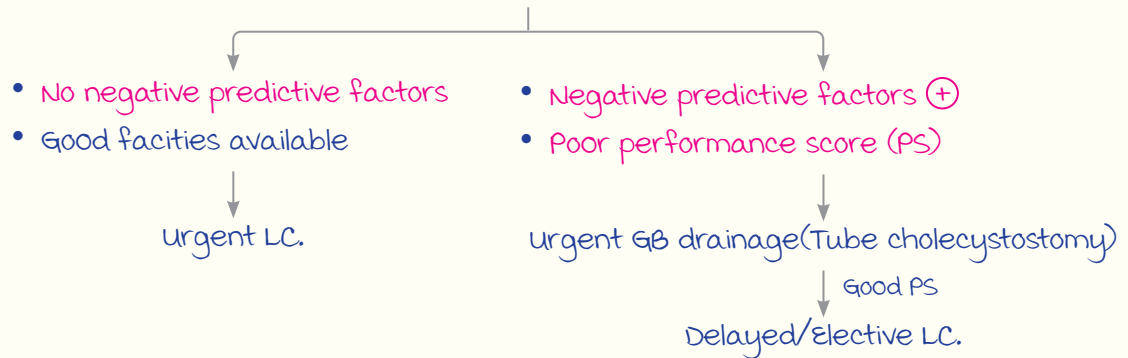 • No negative predictive factors
• Good facities available
Urgent LC.
• Negative predictive factors ⊕
• Poor performance score (PS)
Urgent GB drainage(Tube cholecystostomy)
Good PS
Delayed/Elective LC.